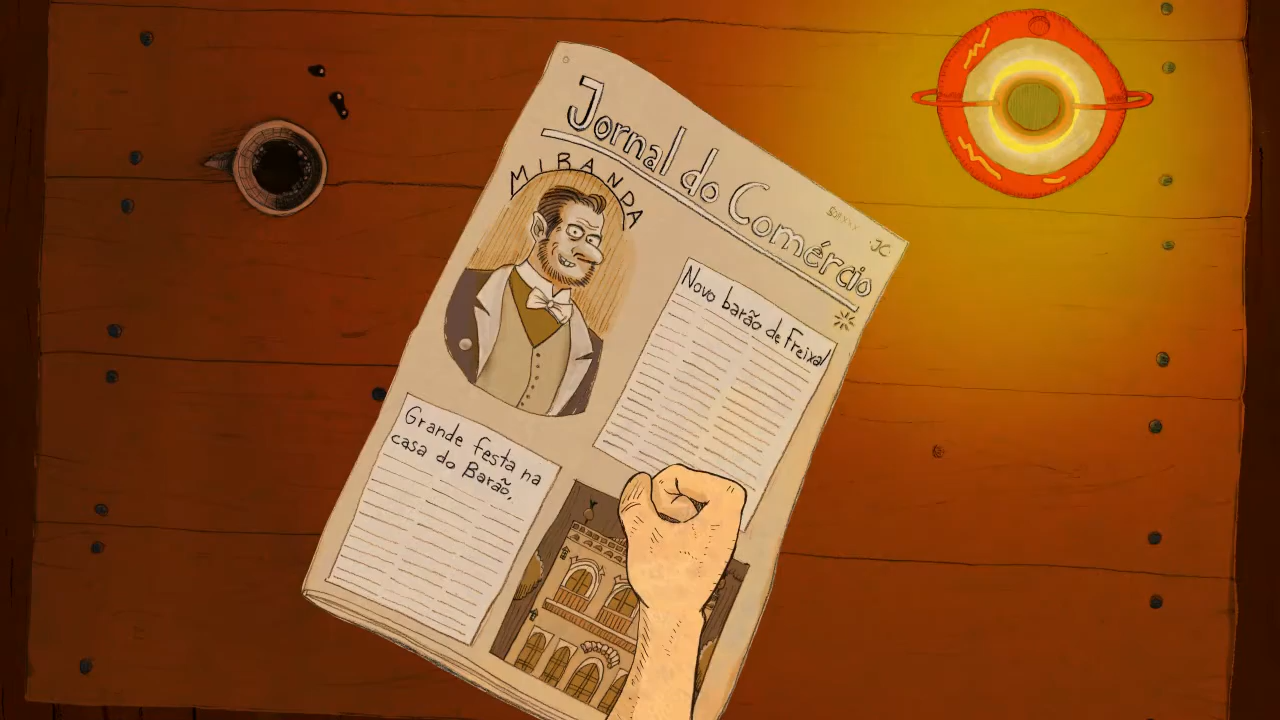 Jornal do Comércio
JC
MIRANDA
Novo barão de Freixal
Grande festa na
casa do Barão,